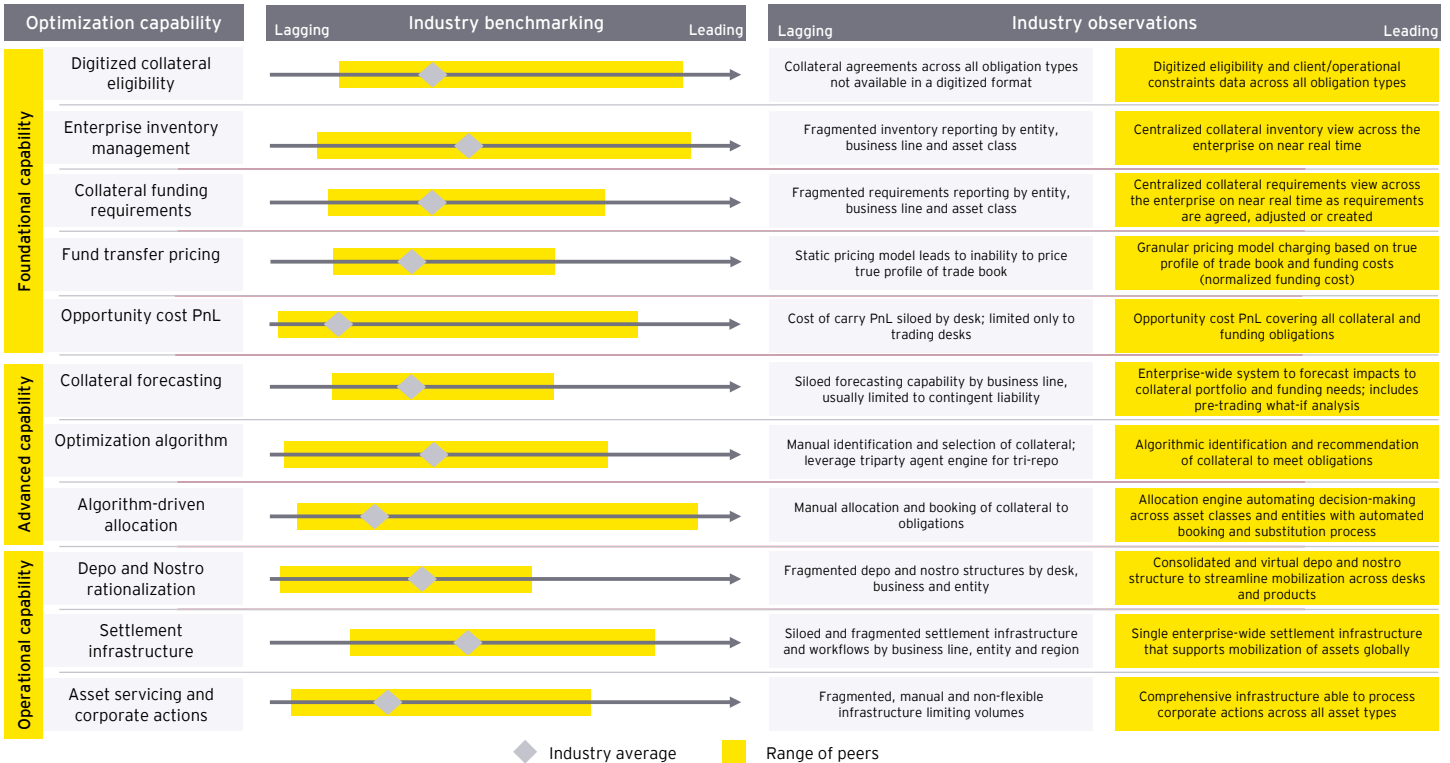 Optimization capability
Industry benchmarking
Lagging
Leading
Industry observations
Lagging
Leading
Foundational capability
Digitized collateral
eligibility
Collateral agreements across all obligation types
not available in a digitized format
Digitized eligibility and client/operational
constraints data across all obligation types
Enterprise inventory
management
Fragmented inventory reporting by entity,
business line and asset class
Centralized collateral inventory view across the
enterprise on near real time
Collateral funding
requirements
Fragmented requirements reporting by entity,
business line and asset class
Centralized collateral requirements view across
the enterprise on near real time as requirements
are agreed, adjusted or created
Fund transfer pricing
Static pricing model leads to inability to price
true profile of trade book
Granular pricing model charging based on true
profile of trade book and funding costs
(normalized funding cost)
Opportunity cost PnL
Cost of carry PnL siloed by desk; limited only to
trading desks
Opportunity cost PnL covering all collateral and
funding obligations
Advanced capability
Collateral forecasting
Siloed forecasting capability by business line,
usually limited to contingent liability
Enterprise-wide system to forecast impacts to
collateral portfolio and funding needs; includes
pre-trading what-if analysis
Optimization algorithm
Manual identification and selection of collateral;
leverage triparty agent engine for tri-repo
Algorithmic identification and recommendation
of collateral to meet obligations
Algorithm-driven
allocation
Manual allocation and booking of collateral to
obligations
Allocation engine automating decision-making
across asset classes and entities with automated
booking and substitution process
Operational capability
Depo and Nostro
rationalization
Fragmented depo and nostro structures by desk,
business and entity
Consolidated and virtual depo and nostro
structure to streamline mobilization across desks
and products
Settlement
infrastructure
Siloed and fragmented settlement infrastructure
and workflows by business line, entity and region
Single enterprise-wide settlement infrastructure
that supports mobilization of assets globally
Asset servicing and
corporate actions
Fragmented, manual and non-flexible
infrastructure limiting volumes
Comprehensive infrastructure able to process
corporate actions across all asset types
Industry average
Range of peers